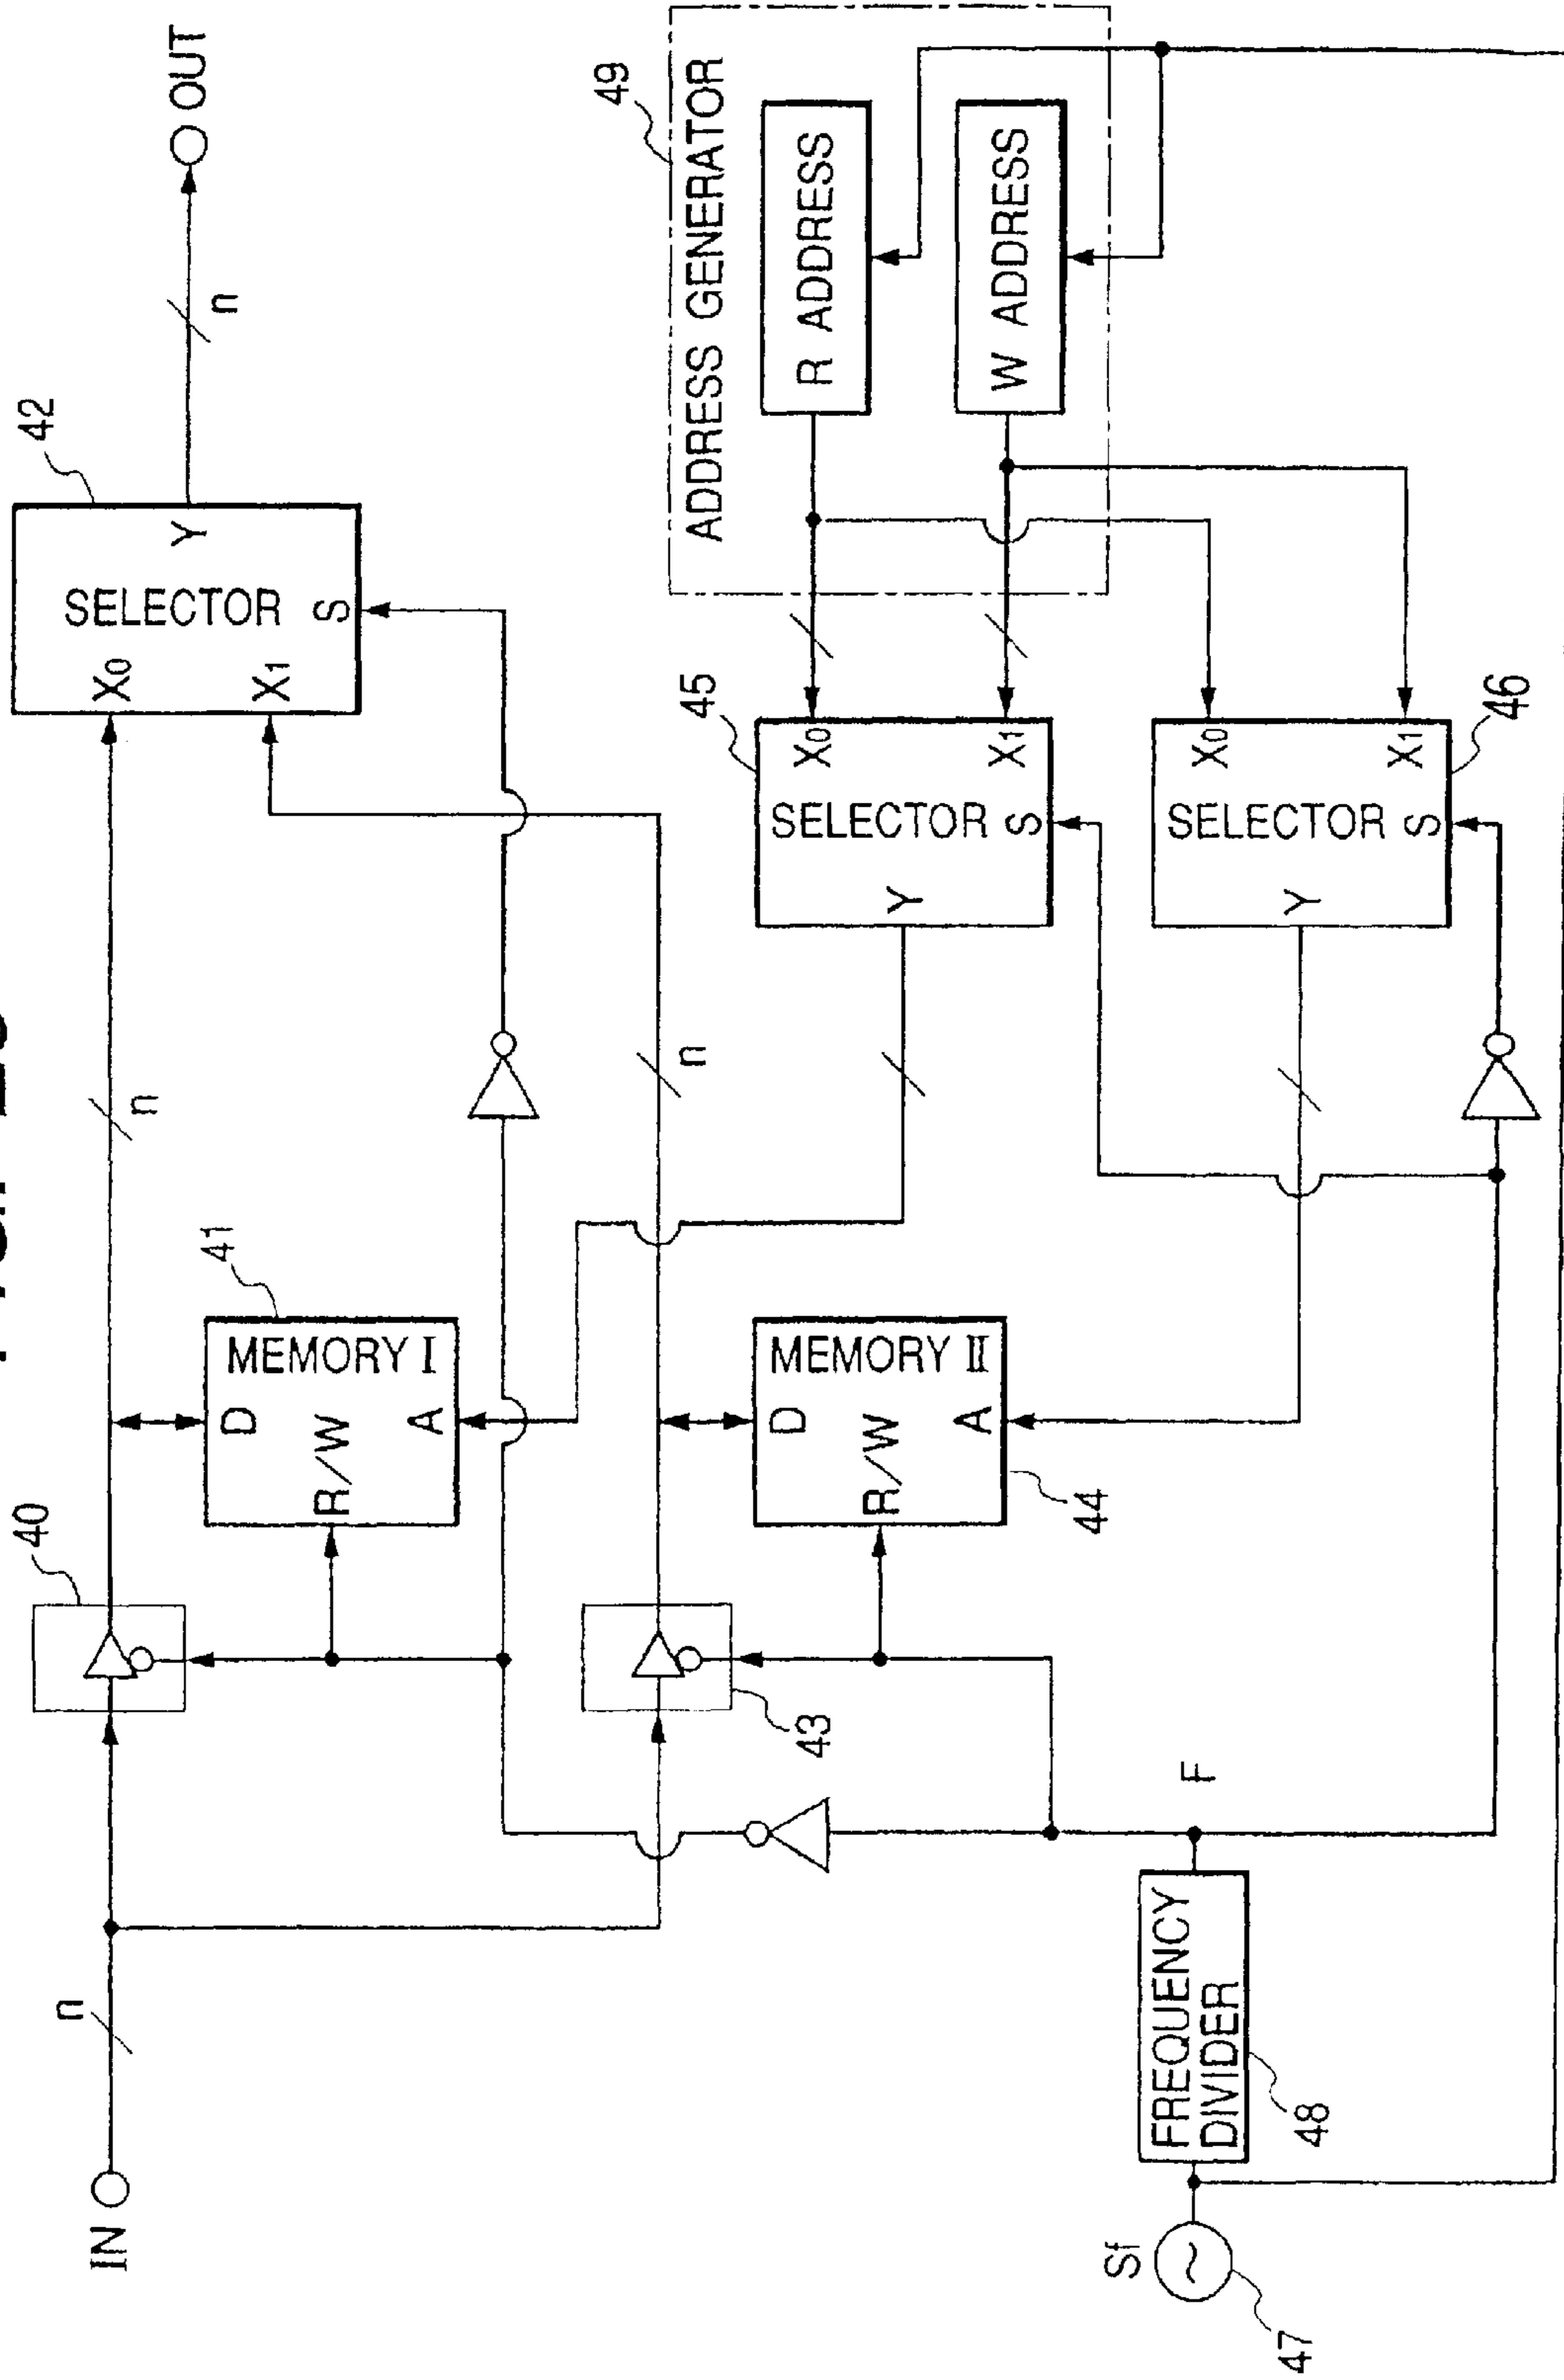 IN
n
40
n
42
X0
X1
SELECTOR
Y
S
n
OUT
41
MEMORY I
D
R/W
A
43
n
MEMORY II
D
R/W
A
44
45
X0
X1
SELECTOR
S
Y
49
ADDRESS GENERATOR
R ADDRESS
W ADDRESS
46
X0
X1
SELECTOR
S
Y
Sf
47
FREQUENCY
DIVIDER
48
F